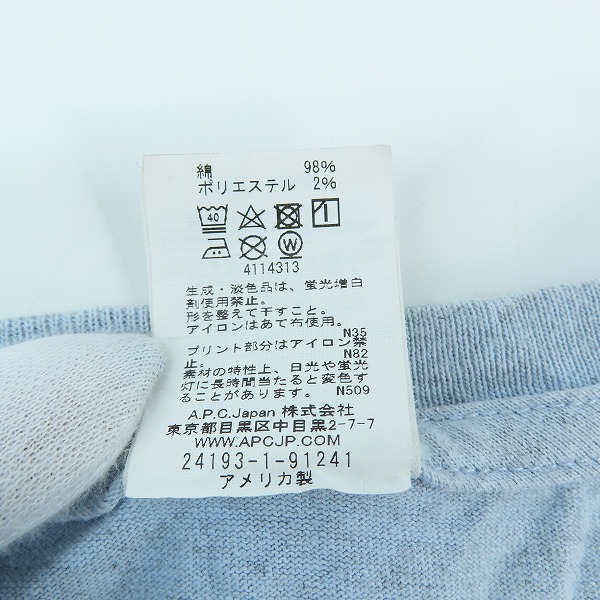 綿 98%
ポリエステル 2%
40
W
4114313
生成・淡色品は、蛍光増白
剤使用禁止。
形を整えて干すこと。
アイロンはあて布使用。
N35
プリント部分はアイロン禁
止。 N82
素材の特性上、日光や蛍光
灯に長時間当たると変色す
ることがあります。 N509
A.P.C.Japan 株式会社
東京都目黒区中目黒2-7-7
WWW.APCJP.COM
24193-1-91241
アメリカ製